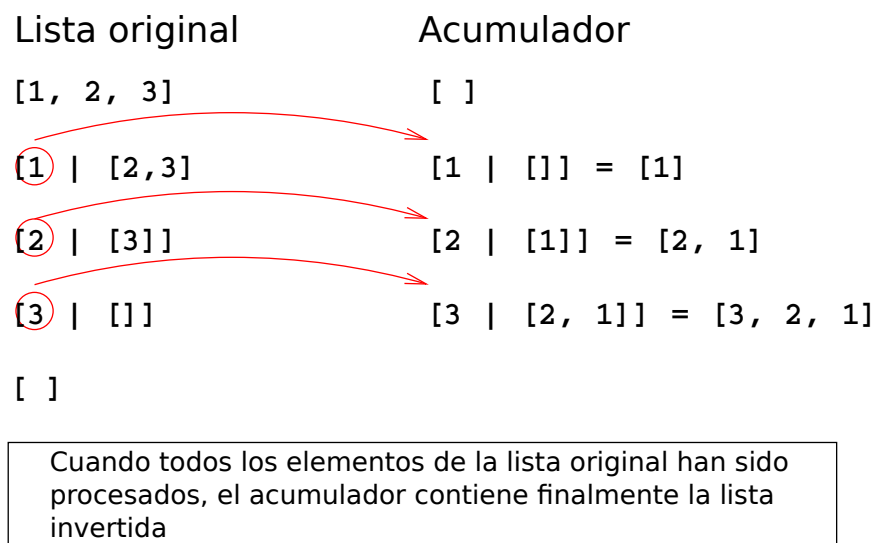 Lista original Acumulador
[1, 2, 3] [ ]
[1 | [2,3] [1 | []] = [1]
[2 | [3]] [2 | [1]] = [2, 1]
[3 | []] [3 | [2, 1]] = [3, 2, 1]
[ ]
Cuando todos los elementos de la lista original han sido
procesados, el acumulador contiene finalmente la lista
invertida